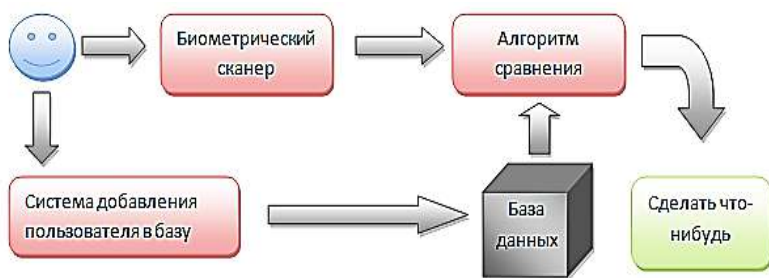 Биометрический
сканер
Алгоритм
сравнения
Система добавления
пользователя в базу
База
данных
Сделать что-
нибудь